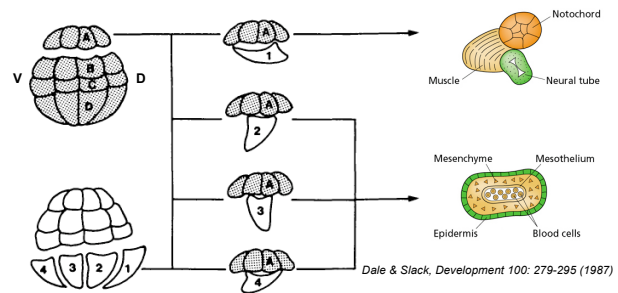 A
B
C
D
V
D
4 3 2 1
A
1
A
2
A
3
A
4
Notochord
Muscle
Neural tube
Mesenchyme
Mesothelium
Epidermis
Blood cells
Dale & Slack, Development 100: 279-295 (1987)